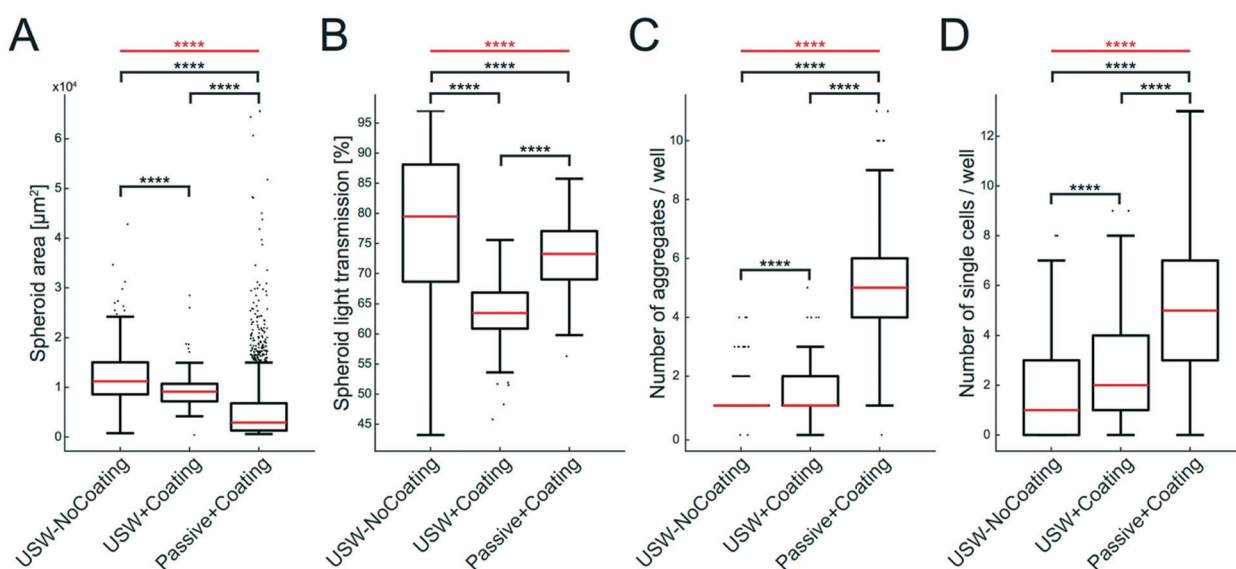 A
****
****
****
****
x10⁴
6
4
2
0
Spheroid area [µm²]
USW-NoCoating
USW+Coating
Passive+Coating
B
****
****
****
****
95
90
85
80
75
70
65
60
55
50
45
Spheroid light transmission [%]
USW-NoCoating
USW+Coating
Passive+Coating
C
****
****
****
****
10
8
6
4
2
0
Number of aggregates / well
USW-NoCoating
USW+Coating
Passive+Coating
D
****
****
****
****
12
10
8
6
4
2
0
Number of single cells / well
USW-NoCoating
USW+Coating
Passive+Coating